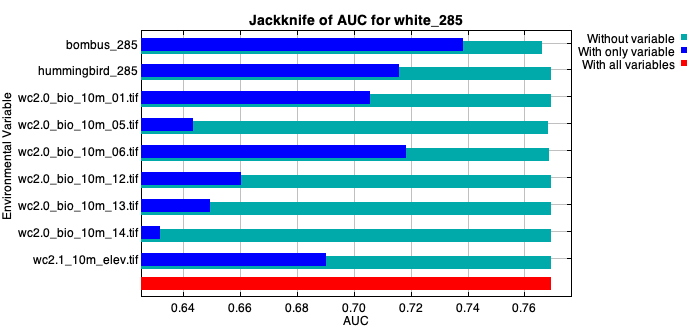 Jackknife of AUC for white_285
Environmental Variable
bombus_285
hummingbird_285
wc2.0_bio_10m_01.tif
wc2.0_bio_10m_05.tif
wc2.0_bio_10m_06.tif
wc2.0_bio_10m_12.tif
wc2.0_bio_10m_13.tif
wc2.0_bio_10m_14.tif
wc2.1_10m_elev.tif
0.64 0.66 0.68 0.70 0.72 0.74 0.76
AUC
Without variable
With only variable
With all variables